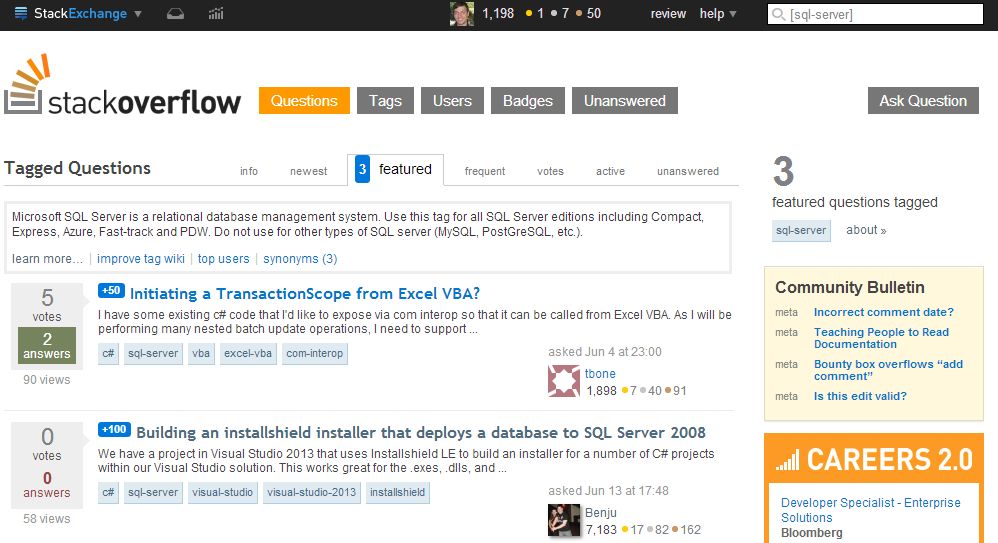 StackExchange
1,198 1 7 50
review help
[sql-server]
stackoverflow
Questions Tags Users Badges Unanswered
Ask Question
Tagged Questions
info newest 3 featured frequent votes active unanswered
Microsoft SQL Server is a relational database management system. Use this tag for all SQL Server editions including Compact,
Express, Azure, Fast-track and PDW. Do not use for other types of SQL server (MySQL, PostGreSQL, etc.).
learn more… | improve tag wiki | top users | synonyms (3)
5
votes
2
answers
90 views
+50 Initiating a TransactionScope from Excel VBA?
I have some existing c# code that I'd like to expose via com interop so that it can be called from Excel VBA. As I will be
performing many nested batch update operations, I need to support ...
c# sql-server vba excel-vba com-interop
asked Jun 4 at 23:00
tbone
1,898 7 40 91
0
votes
0
answers
58 views
+100 Building an installshield installer that deploys a database to SQL Server 2008
We have a project in Visual Studio 2013 that uses Installshield LE to build an installer for a number of C# projects
within our Visual Studio solution. This works great for the .exes, .dlls, and ...
c# sql-server visual-studio visual-studio-2013 installshield
asked Jun 13 at 17:48
Benju
7,183 17 82 162
3
featured questions tagged
sql-server about »
Community Bulletin
meta Incorrect comment date?
meta Teaching People to Read
Documentation
meta Bounty box overflows “add
comment”
meta Is this edit valid?
CAREERS 2.0
Developer Specialist - Enterprise
Solutions
Bloomberg